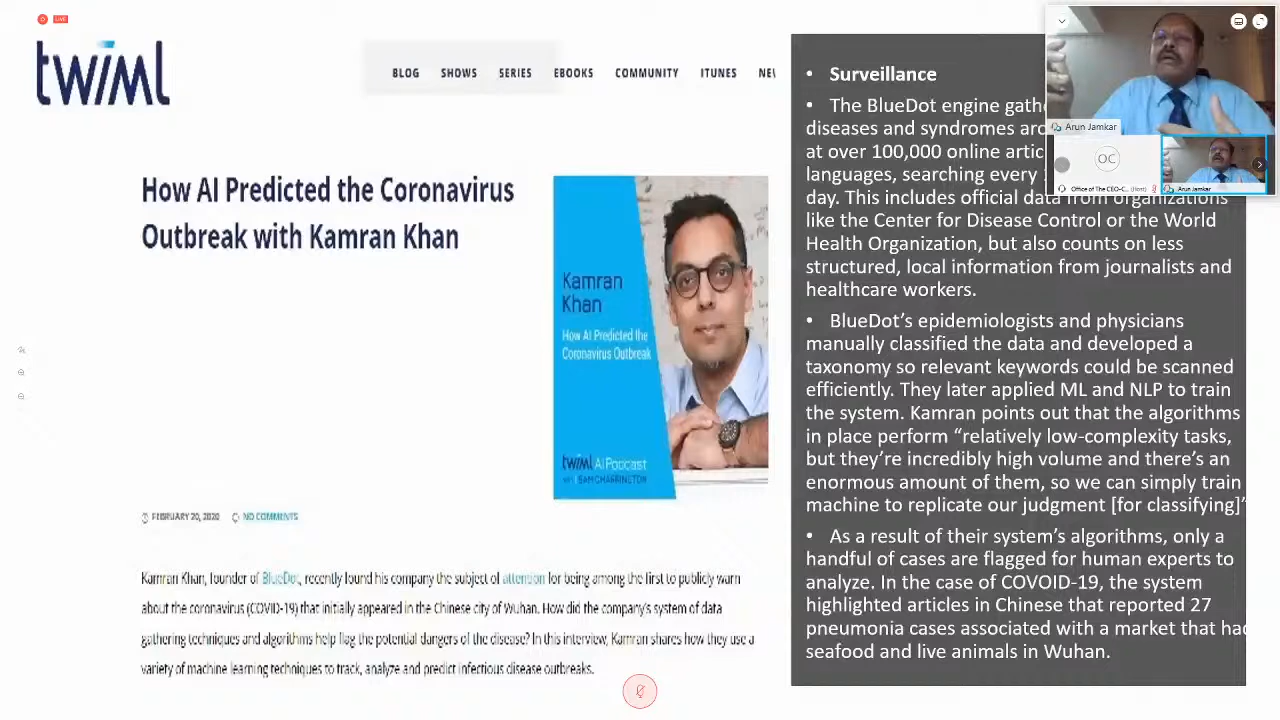 LIVE
twiml
BLOG SHOWS SERIES EBOOKS COMMUNITY ITUNES
How AI Predicted the Coronavirus
Outbreak with Kamran Khan
Kamran
Khan
How AI Predicted the
Coronavirus Outbreak
twiml AI Podcast
with SAM CHARRINGTON
FEBRUARY 20, 2020 NO COMMENTS
Kamran Khan, founder of BlueDot, recently found his company the subject of attention for being among the first to publicly warn
about the coronavirus (COVID-19) that initially appeared in the Chinese city of Wuhan. How did the company's system of data
gathering techniques and algorithms help flag the potential dangers of the disease? In this interview, Kamran shares how they use a
variety of machine learning techniques to track, analyze and predict infectious disease outbreaks.
• Surveillance
• The BlueDot engine gath
diseases and syndromes
at over 100,000 online
languages, searching every
day. This includes official data from organizations
like the Center for Disease Control or the World
Health Organization, but also counts on less
structured, local information from journalists and
healthcare workers.
• BlueDot’s epidemiologists and physicians
manually classified the data and developed a
taxonomy so relevant keywords could be scanned
efficiently. They later applied ML and NLP to train
the system. Kamran points out that the algorithms
in place perform “relatively low-complexity tasks,
but they’re incredibly high volume and there’s an
enormous amount of them, so we can simply train
machine to replicate our judgment [for classifying]”
• As a result of their system’s algorithms, only a
handful of cases are flagged for human experts to
analyze. In the case of COVOID-19, the system
highlighted articles in Chinese that reported 27
pneumonia cases associated with a market that had
seafood and live animals in Wuhan.
Arun Jamkar
OC
Office of The CEO-C... (Host)
Arun Jamkar